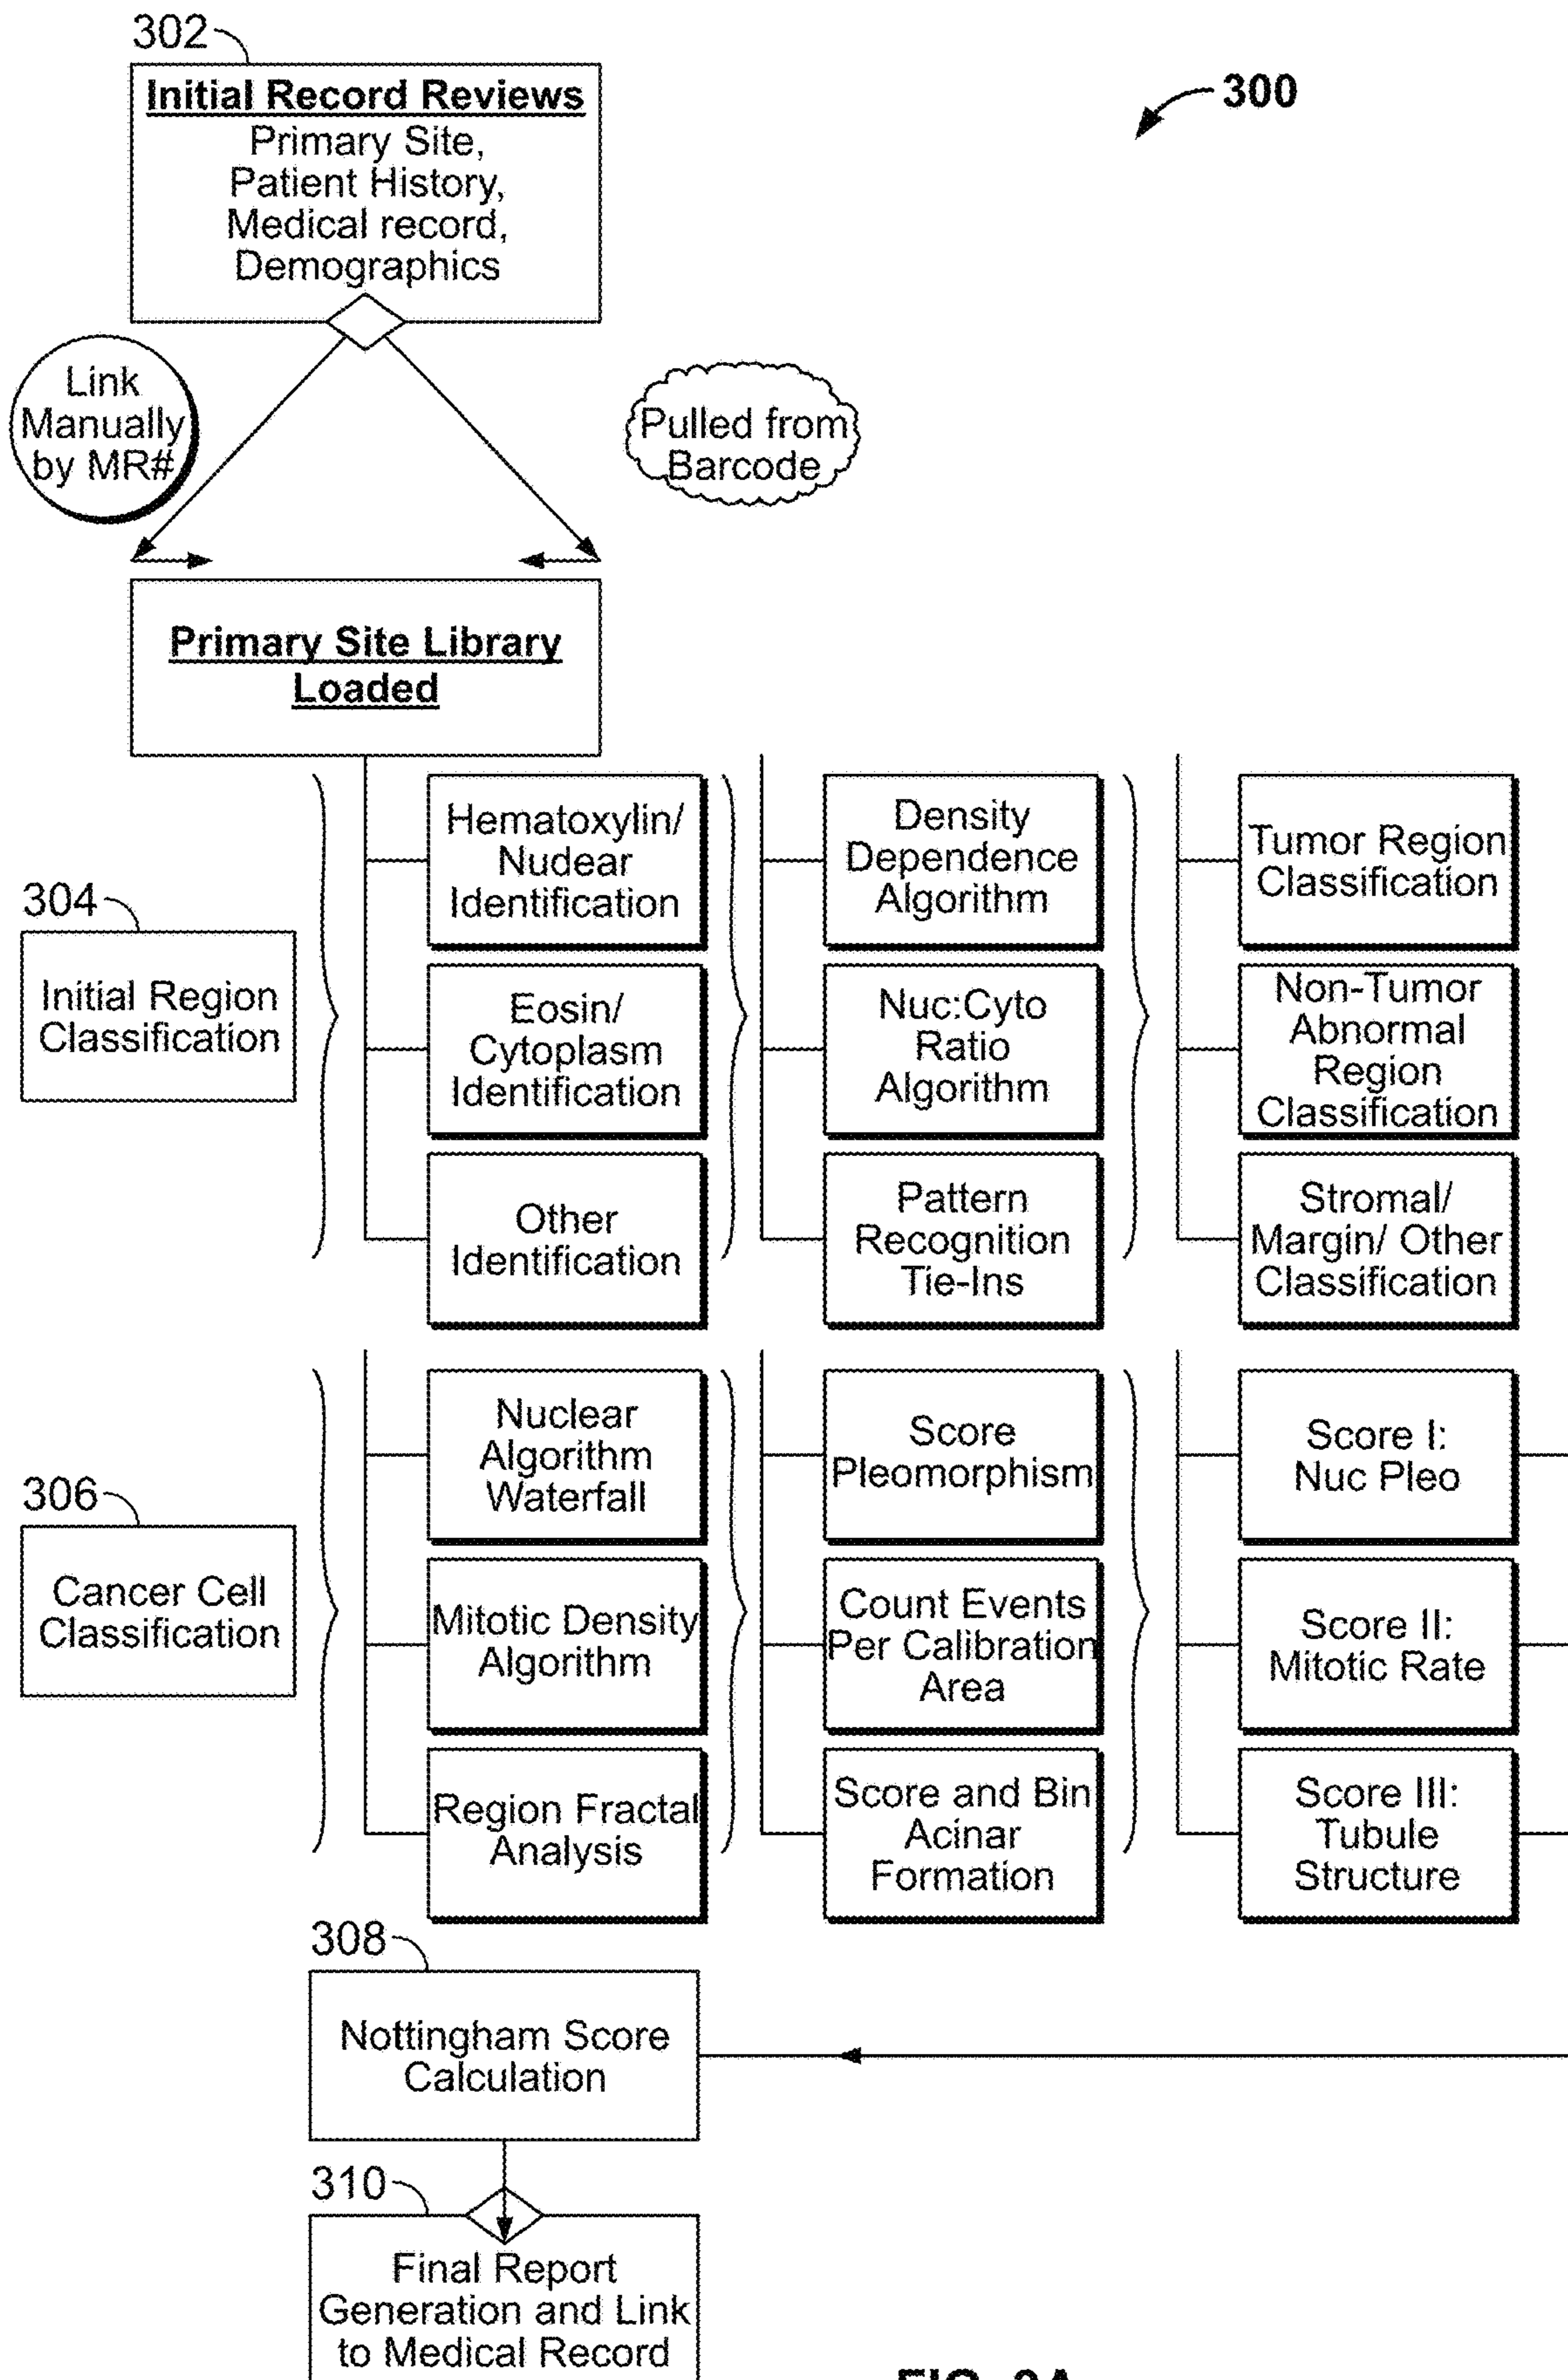 302
300
Initial Record Reviews
Primary Site,
Patient History,
Medical record,
Demographics
Link
Manually
by MR#
Pulled from
Barcode
Primary Site Library
Loaded
304
Initial Region
Classification
Hematoxylin/
Nudear
Identification
Eosin/
Cytoplasm
Identification
Other
Identification
Density
Dependence
Algorithm
Nuc:Cyto
Ratio
Algorithm
Pattern
Recognition
Tie-Ins
Tumor Region
Classification
Non-Tumor
Abnormal
Region
Classification
Stromal/
Margin/ Other
Classification
306
Cancer Cell
Classification
Nuclear
Algorithm
Waterfall
Mitotic Density
Algorithm
Region Fractal
Analysis
Score
Pleomorphism
Count Events
Per Calibration
Area
Score and Bin
Acinar
Formation
Score I:
Nuc Pleo
Score II:
Mitotic Rate
Score III:
Tubule
Structure
308
Nottingham Score
Calculation
310
Final Report
Generation and Link
to Medical Record